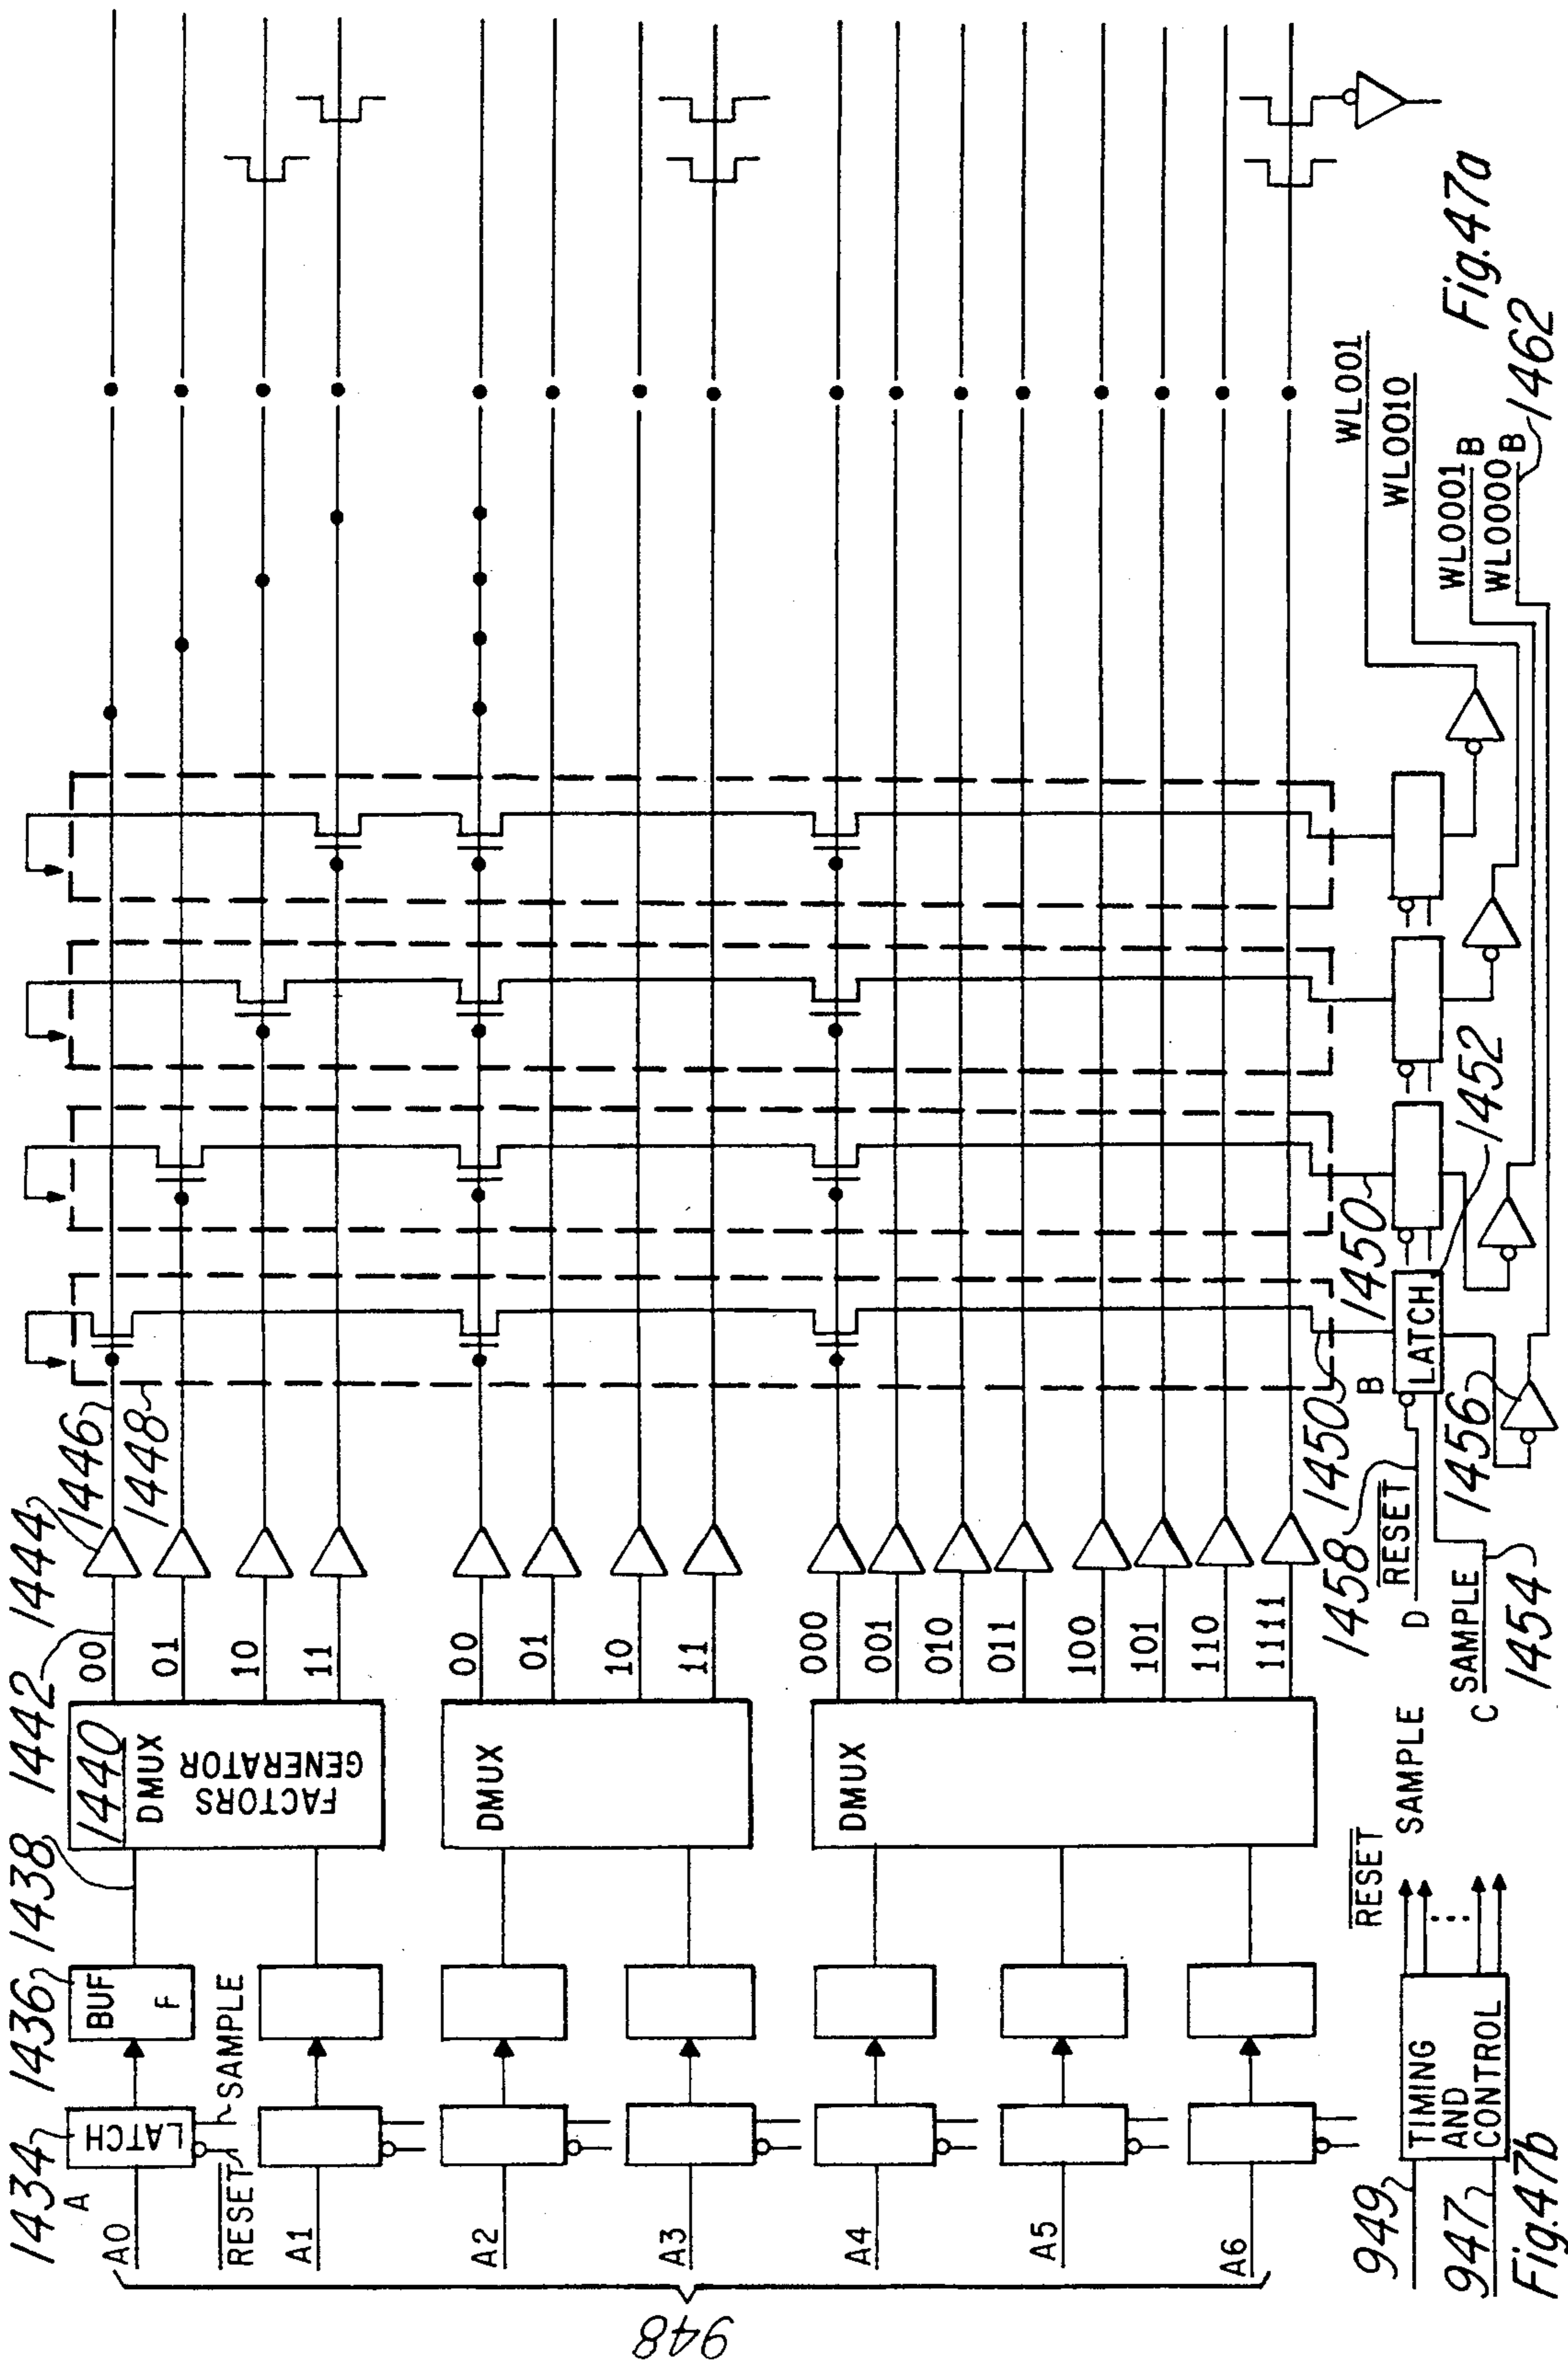 1434
1436
1438
1442
1444
1446
1448
A
LATCH
BUF
F
1440
DMUX
FACTORS
GENERATOR
00
01
10
11
A0
RESET
SAMPLE
A1
A2
DMUX
00
01
10
11
A3
948
A4
DMUX
000
001
010
011
100
101
110
1111
A5
A6
1450
1450
B
LATCH
1452
1458
D
RESET
C
SAMPLE
1454
1456
WL001
WL0010
WL0001B
WL0000B
1462
Fig.47a
949
947
TIMING
AND
CONTROL
RESET
SAMPLE
Fig.47b